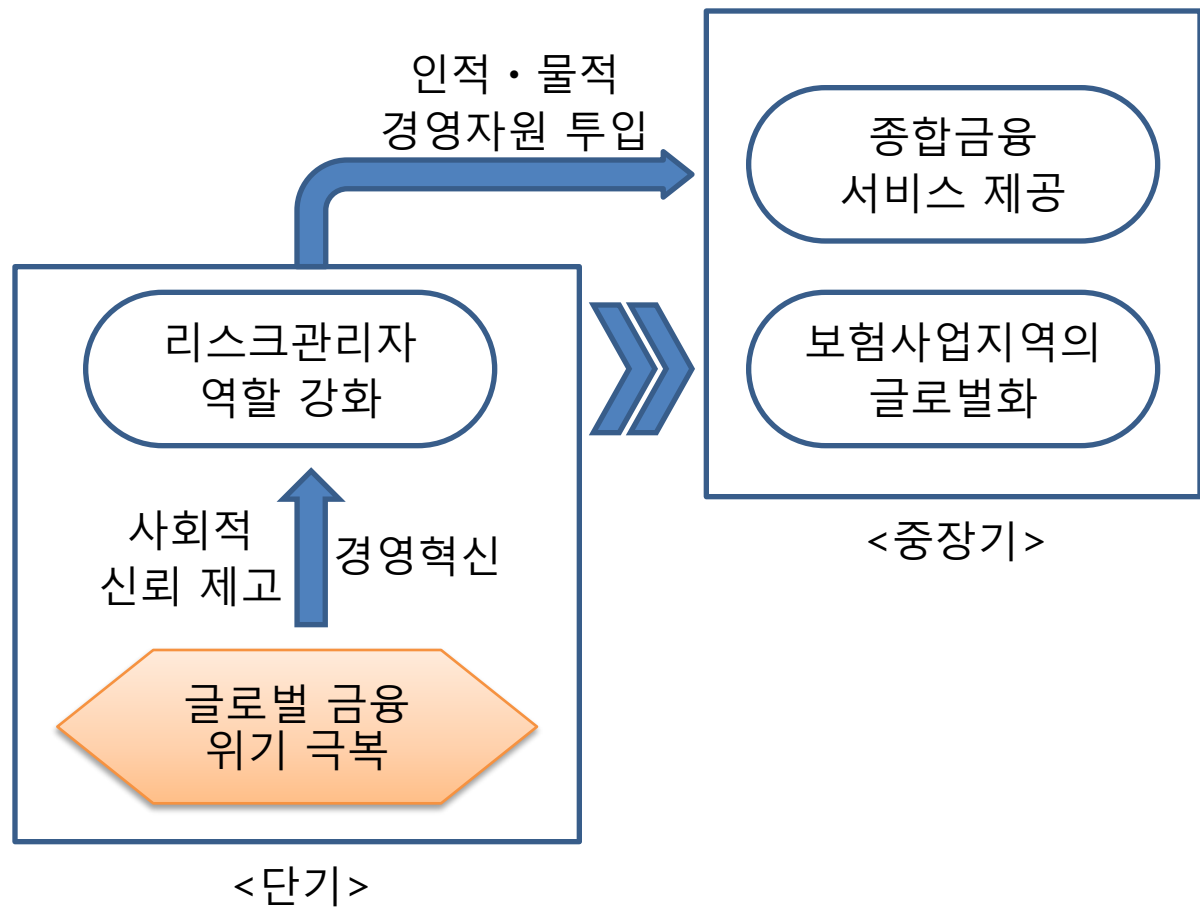 인적・물적
경영자원 투입
종합금융
서비스 제공
리스크관리자
역할 강화
보험사업지역의
글로벌화
사회적
신뢰 제고
경영혁신
<중장기>
글로벌 금융
위기 극복
<단기>